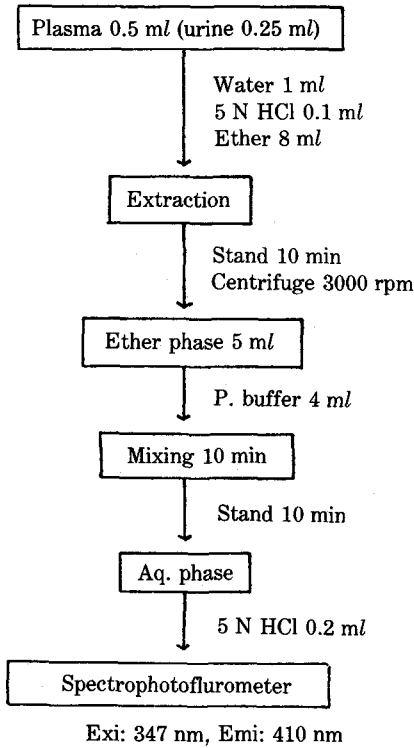 Plasma 0.5 ml (urine 0.25 ml)
Water 1 ml
5 N HCl 0.1 ml
Ether 8 ml
Extraction
Stand 10 min
Centrifuge 3000 rpm
Ether phase 5 ml
P. buffer 4 ml
Mixing 10 min
Stand 10 min
Aq. phase
5 N HCl 0.2 ml
Spectrophotoflurometer
Exi: 347 nm, Emi: 410 nm